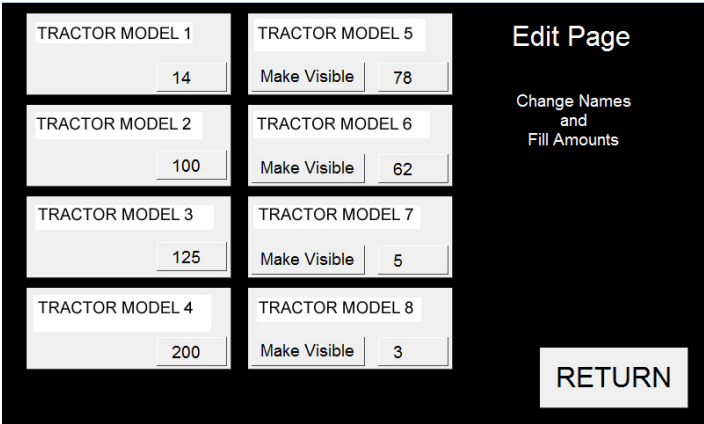 TRACTOR MODEL 1
14
TRACTOR MODEL 2
100
TRACTOR MODEL 3
125
TRACTOR MODEL 4
200
TRACTOR MODEL 5
Make Visible 78
TRACTOR MODEL 6
Make Visible 62
TRACTOR MODEL 7
Make Visible 5
TRACTOR MODEL 8
Make Visible 3
Edit Page
Change Names
and
Fill Amounts
RETURN